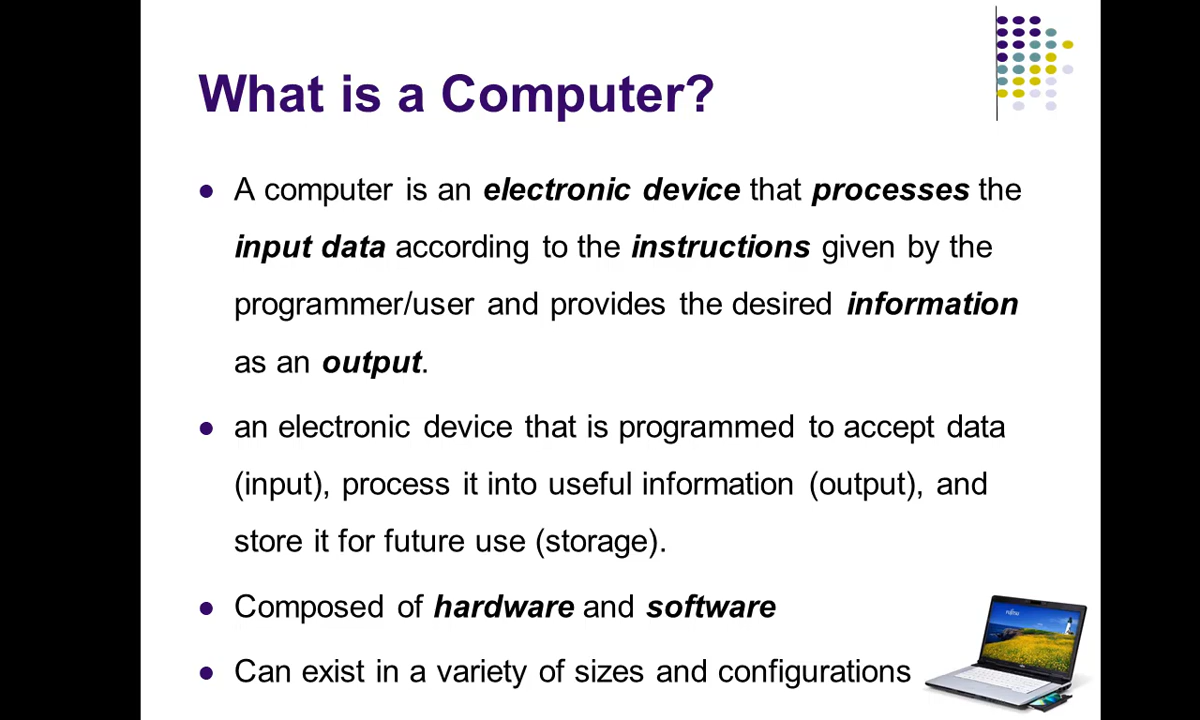 What is a Computer?
A computer is an electronic device that processes the
input data according to the instructions given by the
programmer/user and provides the desired information
as an output.
an electronic device that is programmed to accept data
(input), process it into useful information (output), and
store it for future use (storage).
Composed of hardware and software
Can exist in a variety of sizes and configurations